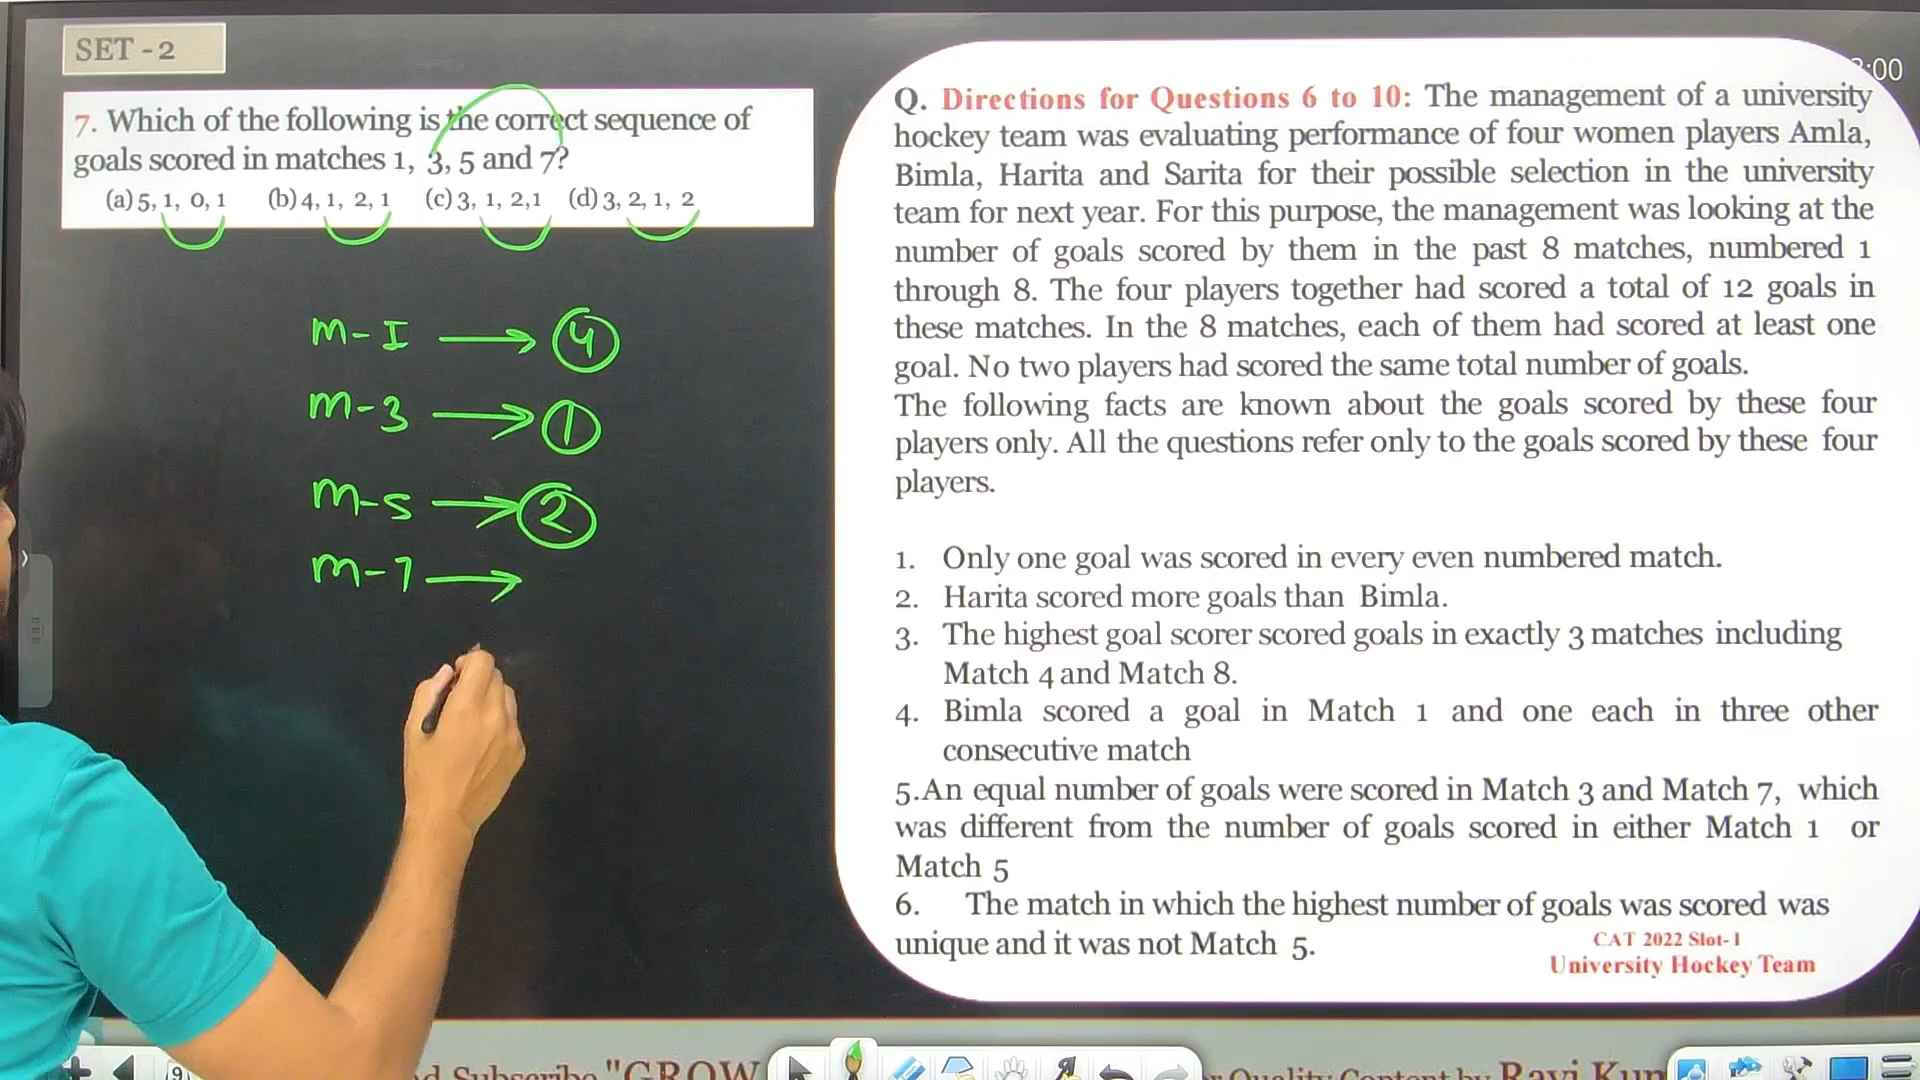 SET - 2
7. Which of the following is the correct sequence of
goals scored in matches 1, 3, 5 and 7?
(a) 5, 1, 0, 1 (b) 4, 1, 2, 1 (c) 3, 1, 2,1 (d) 3, 2, 1, 2
m-I → 4
m-3 → 1
m-5 → 2
m-7 →
:00
Q. Directions for Questions 6 to 10: The management of a university
hockey team was evaluating performance of four women players Amla,
Bimla, Harita and Sarita for their possible selection in the university
team for next year. For this purpose, the management was looking at the
number of goals scored by them in the past 8 matches, numbered 1
through 8. The four players together had scored a total of 12 goals in
these matches. In the 8 matches, each of them had scored at least one
goal. No two players had scored the same total number of goals.
The following facts are known about the goals scored by these four
players only. All the questions refer only to the goals scored by these four
players.
1. Only one goal was scored in every even numbered match.
2. Harita scored more goals than Bimla.
3. The highest goal scorer scored goals in exactly 3 matches including
Match 4 and Match 8.
4. Bimla scored a goal in Match 1 and one each in three other
consecutive match
5.An equal number of goals were scored in Match 3 and Match 7, which
was different from the number of goals scored in either Match 1 or
Match 5
6. The match in which the highest number of goals was scored was
unique and it was not Match 5.
CAT 2022 Slot- I
University Hockey Team
Subscribe "GROW
Quality Content by Ravi Kum